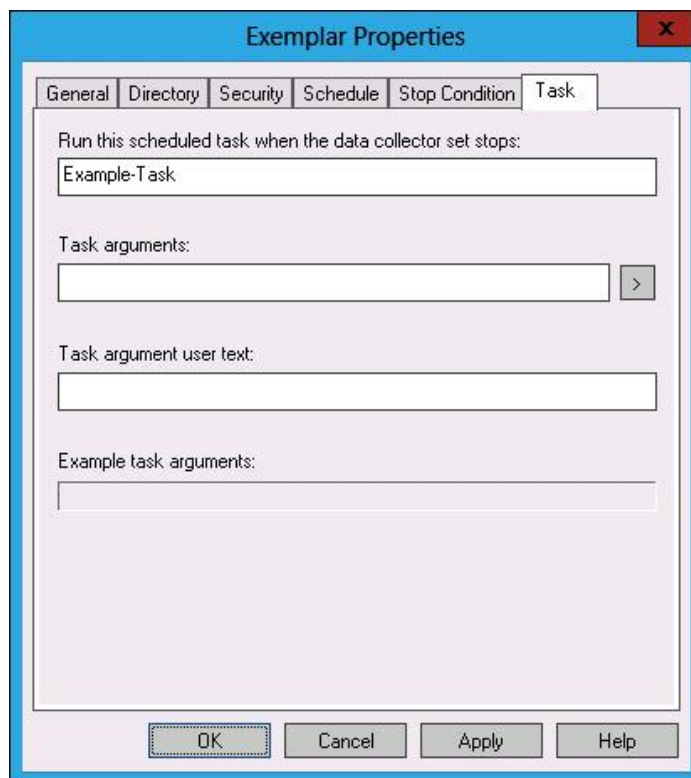 Exemplar Properties
x
General Directory Security Schedule Stop Condition Task
Run this scheduled task when the data collector set stops:
Example-Task
Task arguments:
>
Task argument user text:
Example task arguments:
OK Cancel Apply Help